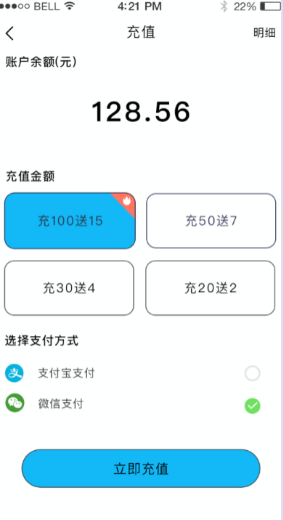 BELL 4:21 PM 22%
充值 明细
账户余额(元)
128.56
充值金额
充100送15 充50送7
充30送4 充20送2
选择支付方式
支付宝支付
微信支付
立即充值